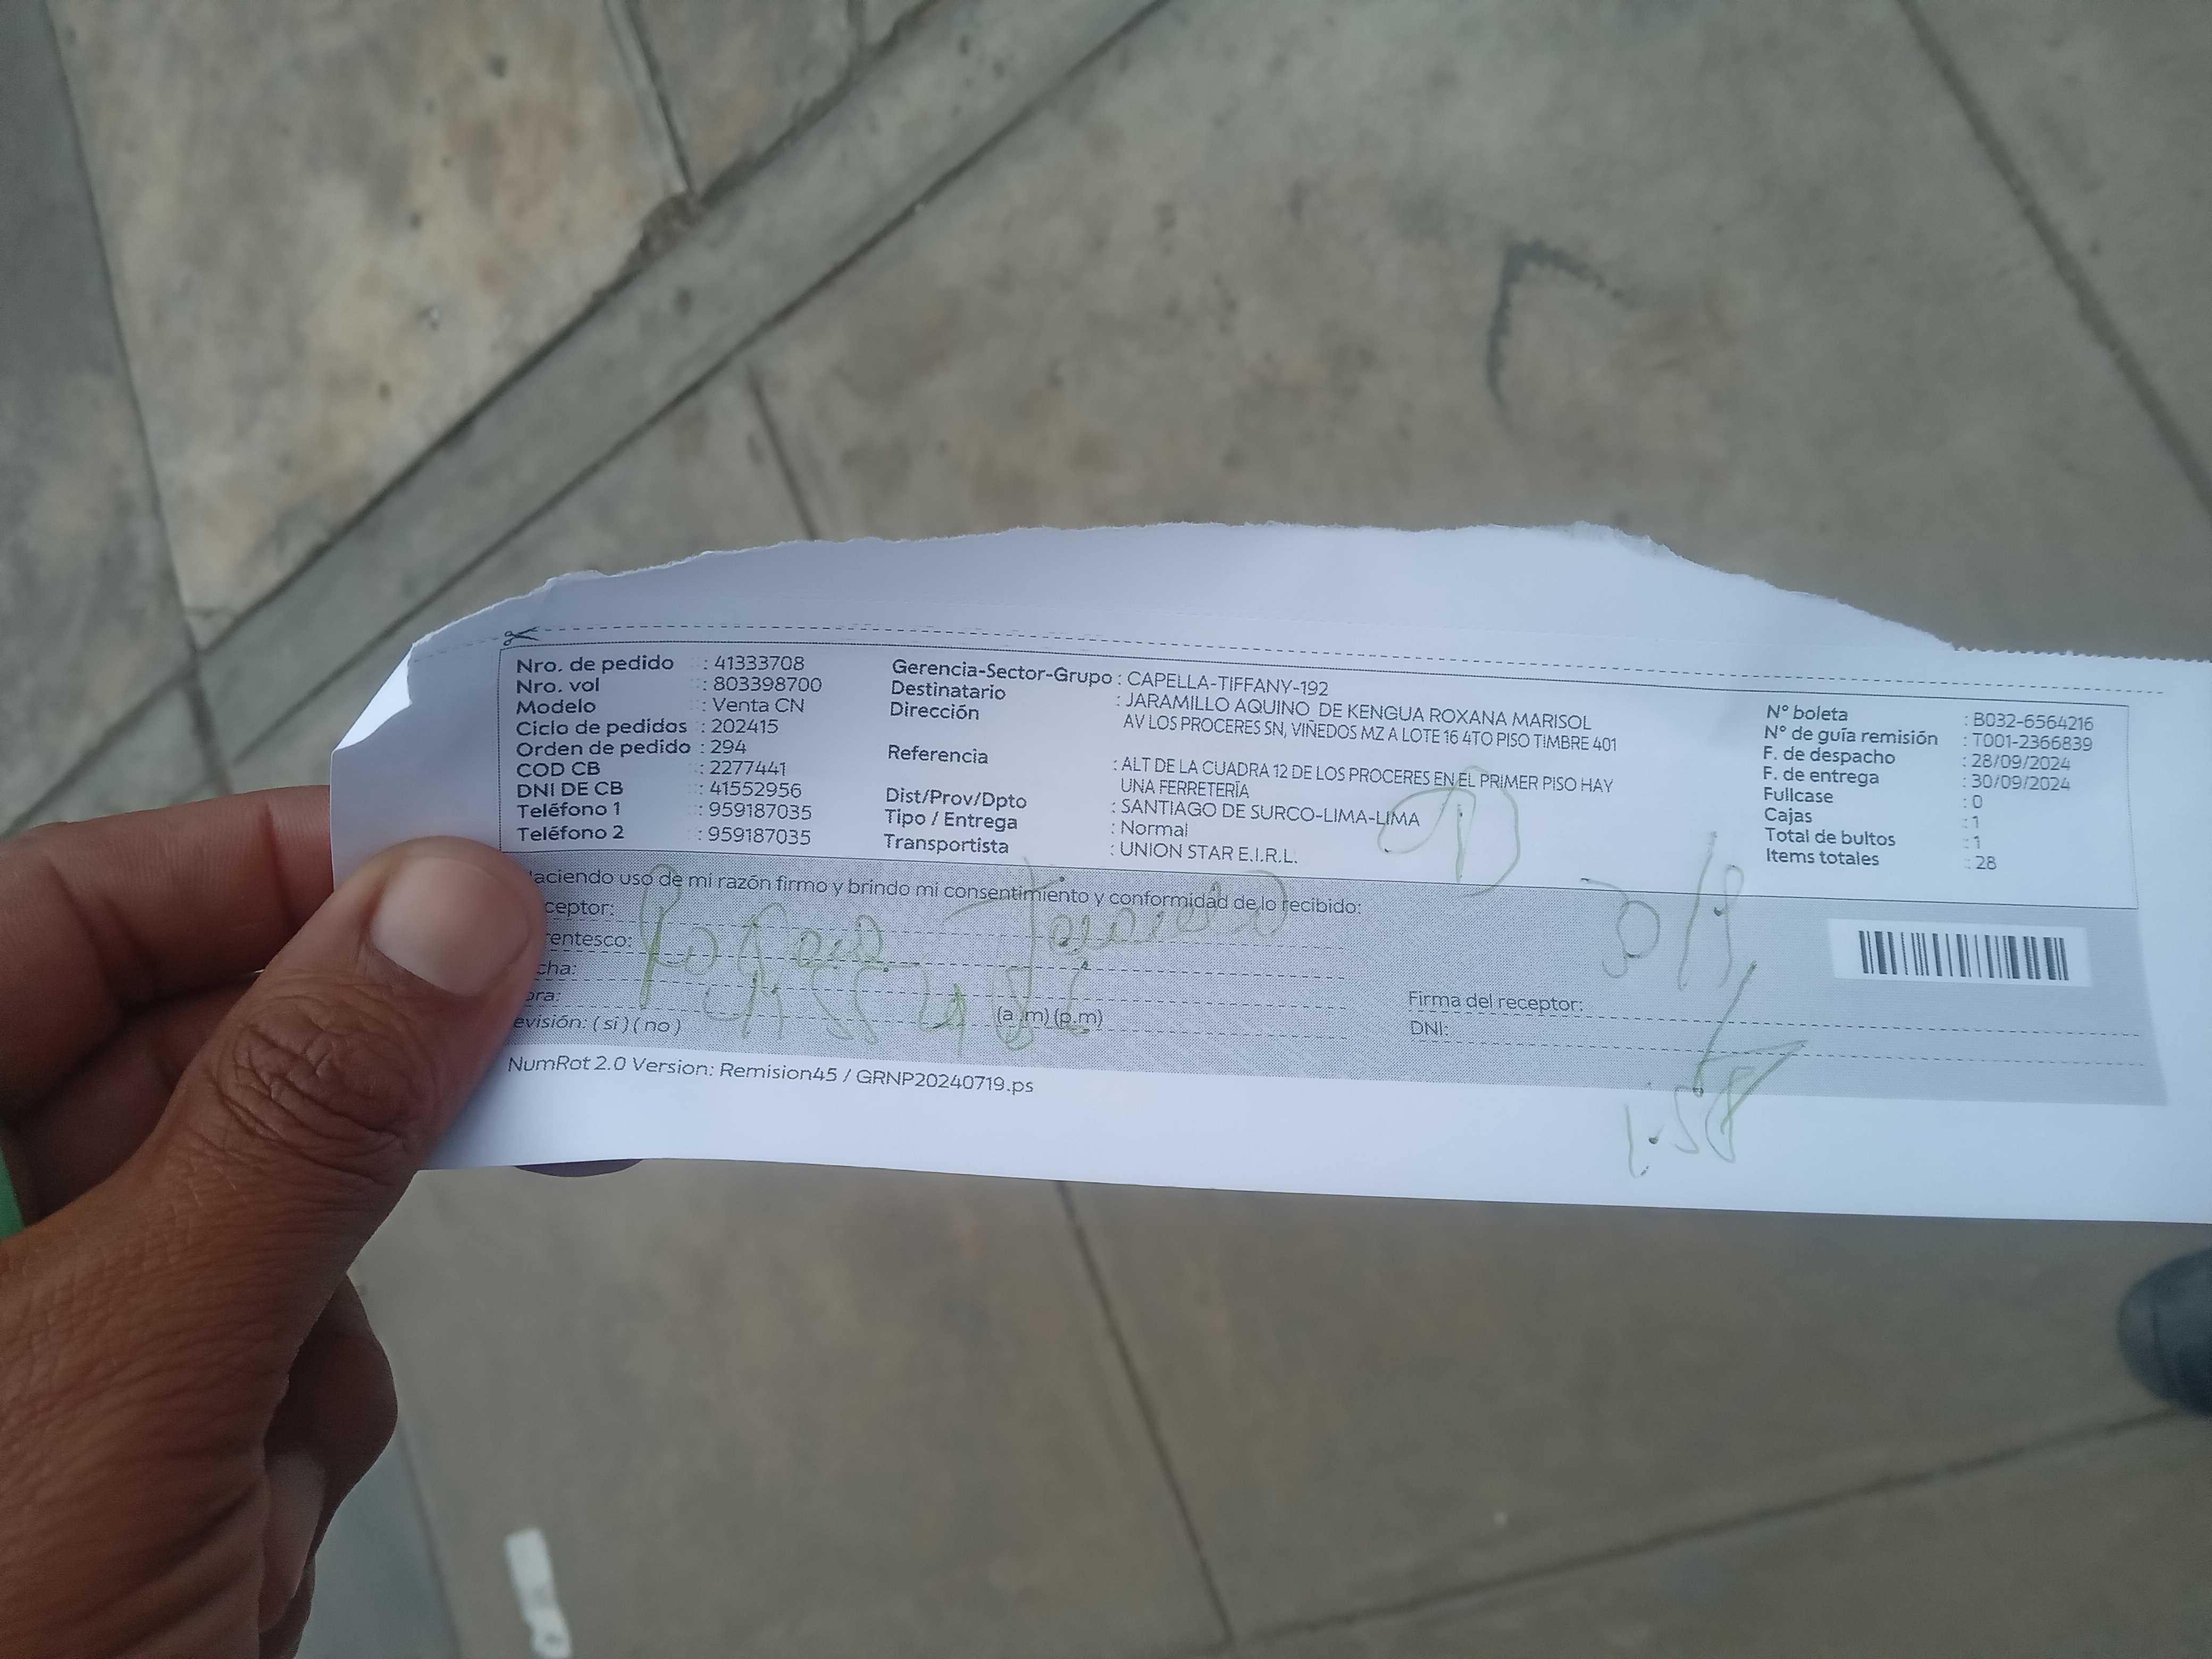 Nro. de pedido : 41333708
Nro. vol : 803398700
Modelo : Venta CN
Ciclo de pedidos : 202415
Orden de pedido : 294
COD CB : 2277441
DNI DE CB : 41552956
Teléfono 1 : 959187035
Teléfono 2 : 959187035
Gerencia-Sector-Grupo : CAPELLA-TIFFANY-192
Destinatario : JARAMILLO AQUINO DE KENGUA ROXANA MARISOL
Dirección AV LOS PROCERES SN, VIÑEDOS MZ A LOTE 16 4TO PISO TIMBRE 401
Referencia : ALT DE LA CUADRA 12 DE LOS PROCERES EN EL PRIMER PISO HAY
UNA FERRETERÍA
Dist/Prov/Dpto : SANTIAGO DE SURCO-LIMA-LIMA
Tipo / Entrega : Normal
Transportista : UNION STAR E.I.R.L.
N° boleta : B032-6564216
N° de guía remisión : T001-2366839
F. de despacho : 28/09/2024
F. de entrega : 30/09/2024
Fullcase : 0
Cajas : 1
Total de bultos : 1
Items totales : 28
aciendo uso de mi razón firmo y brindo mi consentimiento y conformidad de lo recibido:
ceptor:
rentesco:
cha:
ora: (a.m) (p.m)
evisión: (si) (no)
Firma del receptor:
DNI:
30/9
1:58
NumRot 2.0 Version: Remision45 / GRNP20240719.ps